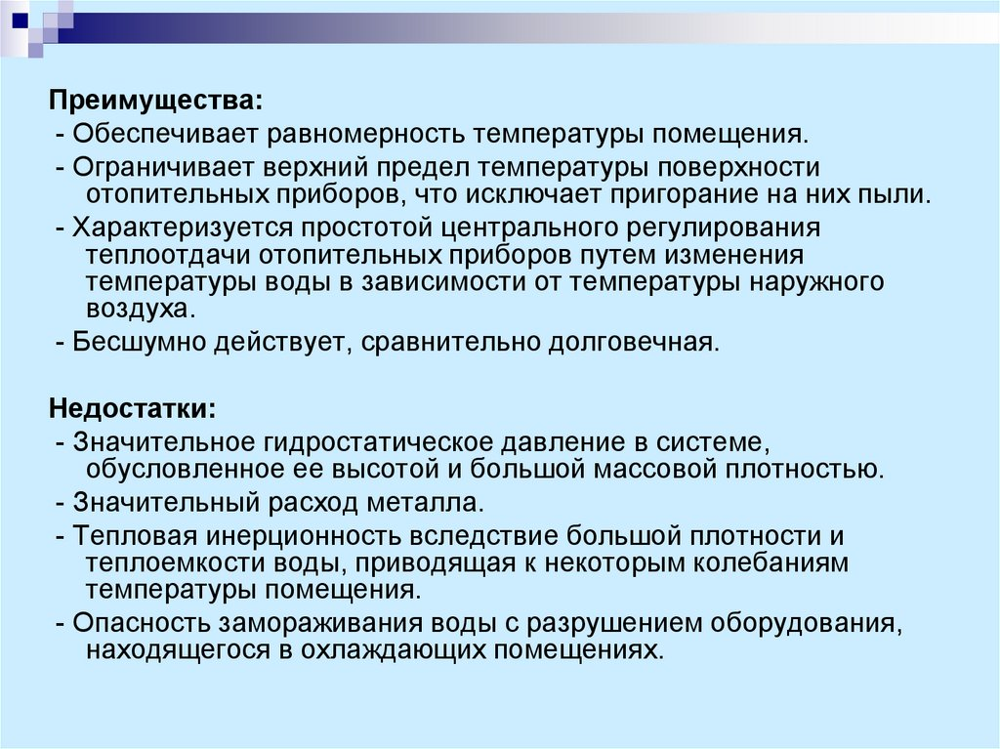 Преимущества:
- Обеспечивает равномерность температуры помещения.
- Ограничивает верхний предел температуры поверхности
отопительных приборов, что исключает пригорание на них пыли.
- Характеризуется простотой центрального регулирования
теплоотдачи отопительных приборов путем изменения
температуры воды в зависимости от температуры наружного
воздуха.
- Бесшумно действует, сравнительно долговечная.
Недостатки:
- Значительное гидростатическое давление в системе,
обусловленное ее высотой и большой массовой плотностью.
- Значительный расход металла.
- Тепловая инерционность вследствие большой плотности и
теплоемкости воды, приводящая к некоторым колебаниям
температуры помещения.
- Опасность замораживания воды с разрушением оборудования,
находящегося в охлаждающих помещениях.